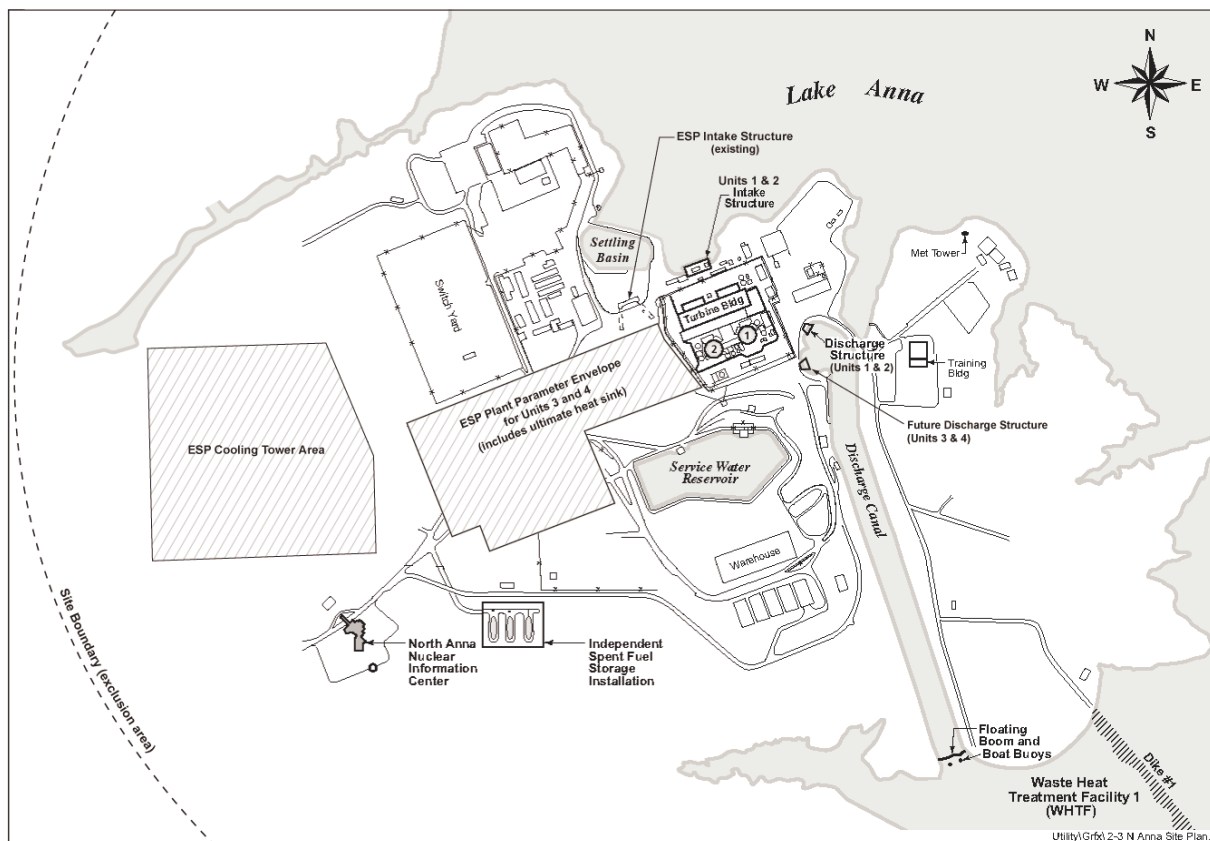 N
W E
S
Lake Anna
ESP Intake Structure
(existing)
Units 1 & 2
Intake
Structure
Settling
Basin
Met Tower
Switch Yard
Turbine Bldg
1
2
Discharge
Structure
(Units 1 & 2)
Training
Bldg
ESP Plant Parameter Envelope
for Units 3 and 4
(includes ultimate heat sink)
Future Discharge Structure
(Units 3 & 4)
ESP Cooling Tower Area
Service Water
Reservoir
Discharge Canal
Warehouse
Site Boundary (exclusion area)
North Anna
Nuclear
Information
Center
Independent
Spent Fuel
Storage
Installation
Floating
Boom and
Boat Buoys
Dike #1
Waste Heat
Treatment Facility 1
(WHTF)
Utility\Grfx\ 2-3 N Anna Site Plan.